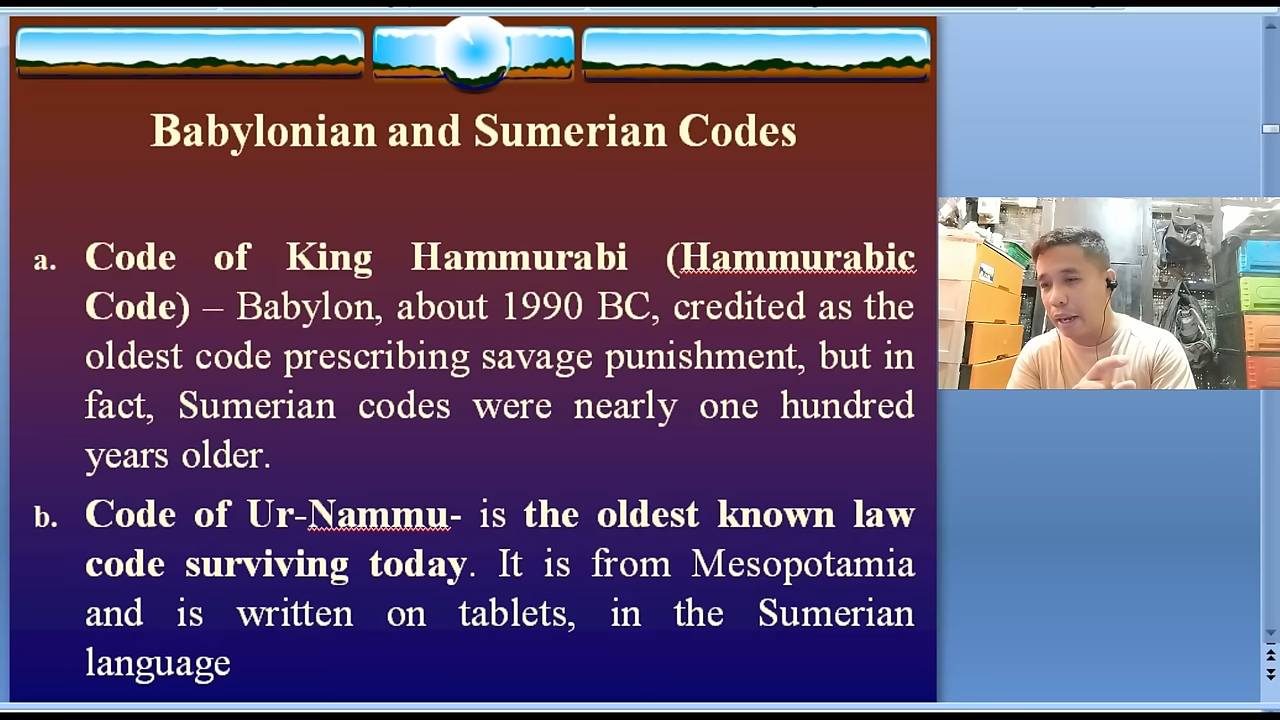 Babylonian and Sumerian Codes
a. Code of King Hammurabi (Hammurabic
Code) – Babylon, about 1990 BC, credited as the
oldest code prescribing savage punishment, but in
fact, Sumerian codes were nearly one hundred
years older.
b. Code of Ur-Nammu- is the oldest known law
code surviving today. It is from Mesopotamia
and is written on tablets, in the Sumerian
language